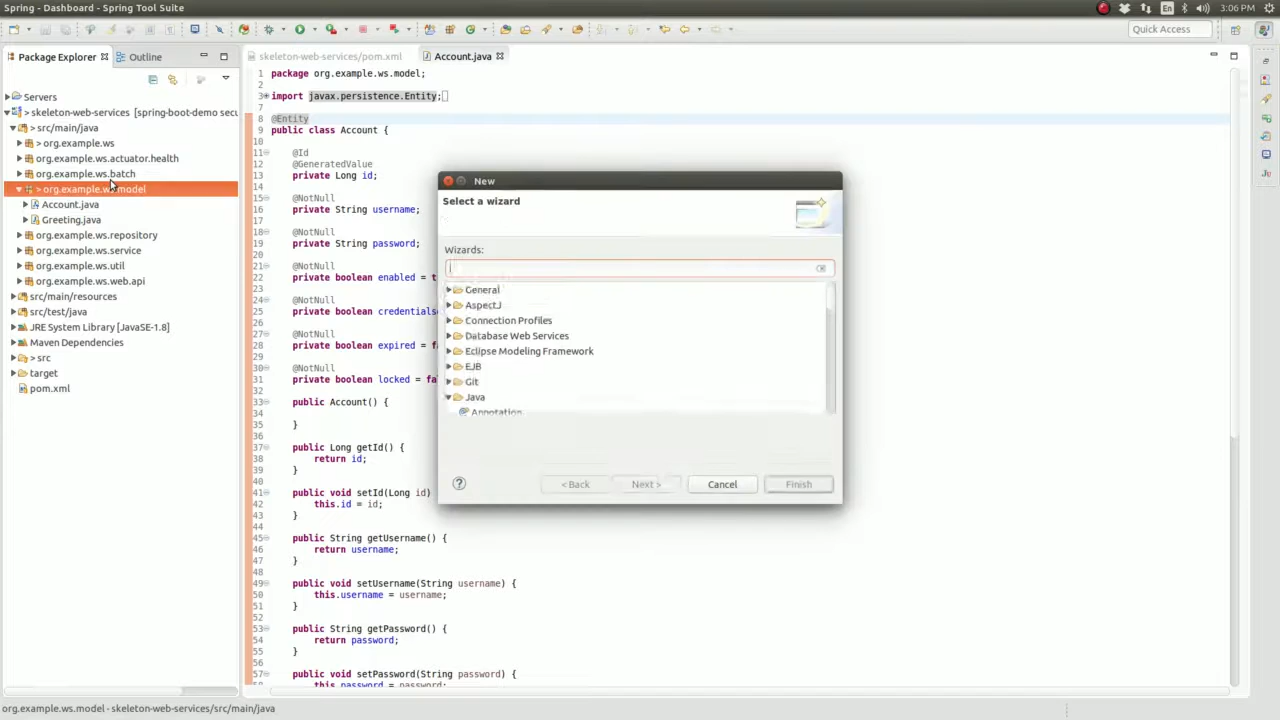 Spring - Dashboard - Spring Tool Suite
En
3:06 PM
Quick Access
Package Explorer
Outline
skeleton-web-services/pom.xml
Account.java
Servers
> skeleton-web-services [spring-boot-demo secu
> src/main/java
> org.example.ws
org.example.ws.actuator.health
org.example.ws.batch
> org.example.ws.model
Account.java
Greeting.java
org.example.ws.repository
org.example.ws.service
org.example.ws.util
org.example.ws.web.api
src/main/resources
src/test/java
JRE System Library [JavaSE-1.8]
Maven Dependencies
> src
target
pom.xml
1 package org.example.ws.model;
2
3 import javax.persistence.Entity;
7
8 @Entity
9 public class Account {
10
11 @Id
12 @GeneratedValue
13 private Long id;
14
15 @NotNull
16 private String username;
17
18 @NotNull
19 private String password;
20
21 @NotNull
22 private boolean enabled = t
23
24 @NotNull
25 private boolean credentials
26
27 @NotNull
28 private boolean expired = fa
29
30 @NotNull
31 private boolean locked = fal
32
33 public Account() {
34
35 }
36
37 public Long getId() {
38 return id;
39 }
40
41 public void setId(Long id)
42 this.id = id;
43 }
44
45 public String getUsername() {
46 return username;
47 }
48
49 public void setUsername(String username) {
50 this.username = username;
51 }
52
53 public String getPassword() {
54 return password;
55 }
56
57 public void setPassword(String password) {
58 this.password = password;
New
Select a wizard
Wizards:
General
AspectJ
Connection Profiles
Database Web Services
Eclipse Modeling Framework
EJB
Git
Java
Annotation
?
< Back
Next >
Cancel
Finish
org.example.ws.model - skeleton-web-services/src/main/java